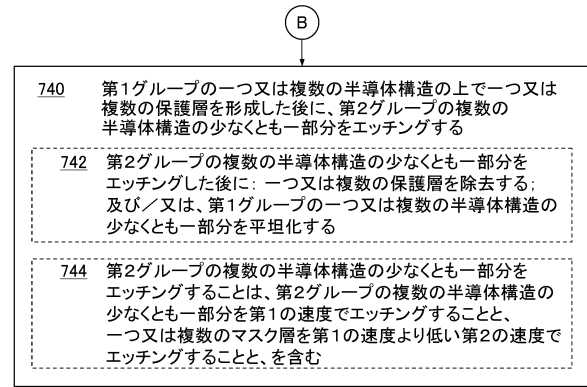 B
740 第1グループの一つ又は複数の半導体構造の上で一つ又は
複数の保護層を形成した後に、第2グループの複数の
半導体構造の少なくとも一部分をエッチングする
742 第2グループの複数の半導体構造の少なくとも一部分を
エッチングした後に: 一つ又は複数の保護層を除去する;
及び/又は、第1グループの一つ又は複数の半導体構造の
少なくとも一部分を平坦化する
744 第2グループの複数の半導体構造の少なくとも一部分を
エッチングすることは、第2グループの複数の半導体構造の
少なくとも一部分を第1の速度でエッチングすることと、
一つ又は複数のマスク層を第1の速度より低い第2の速度で
エッチングすることと、を含む